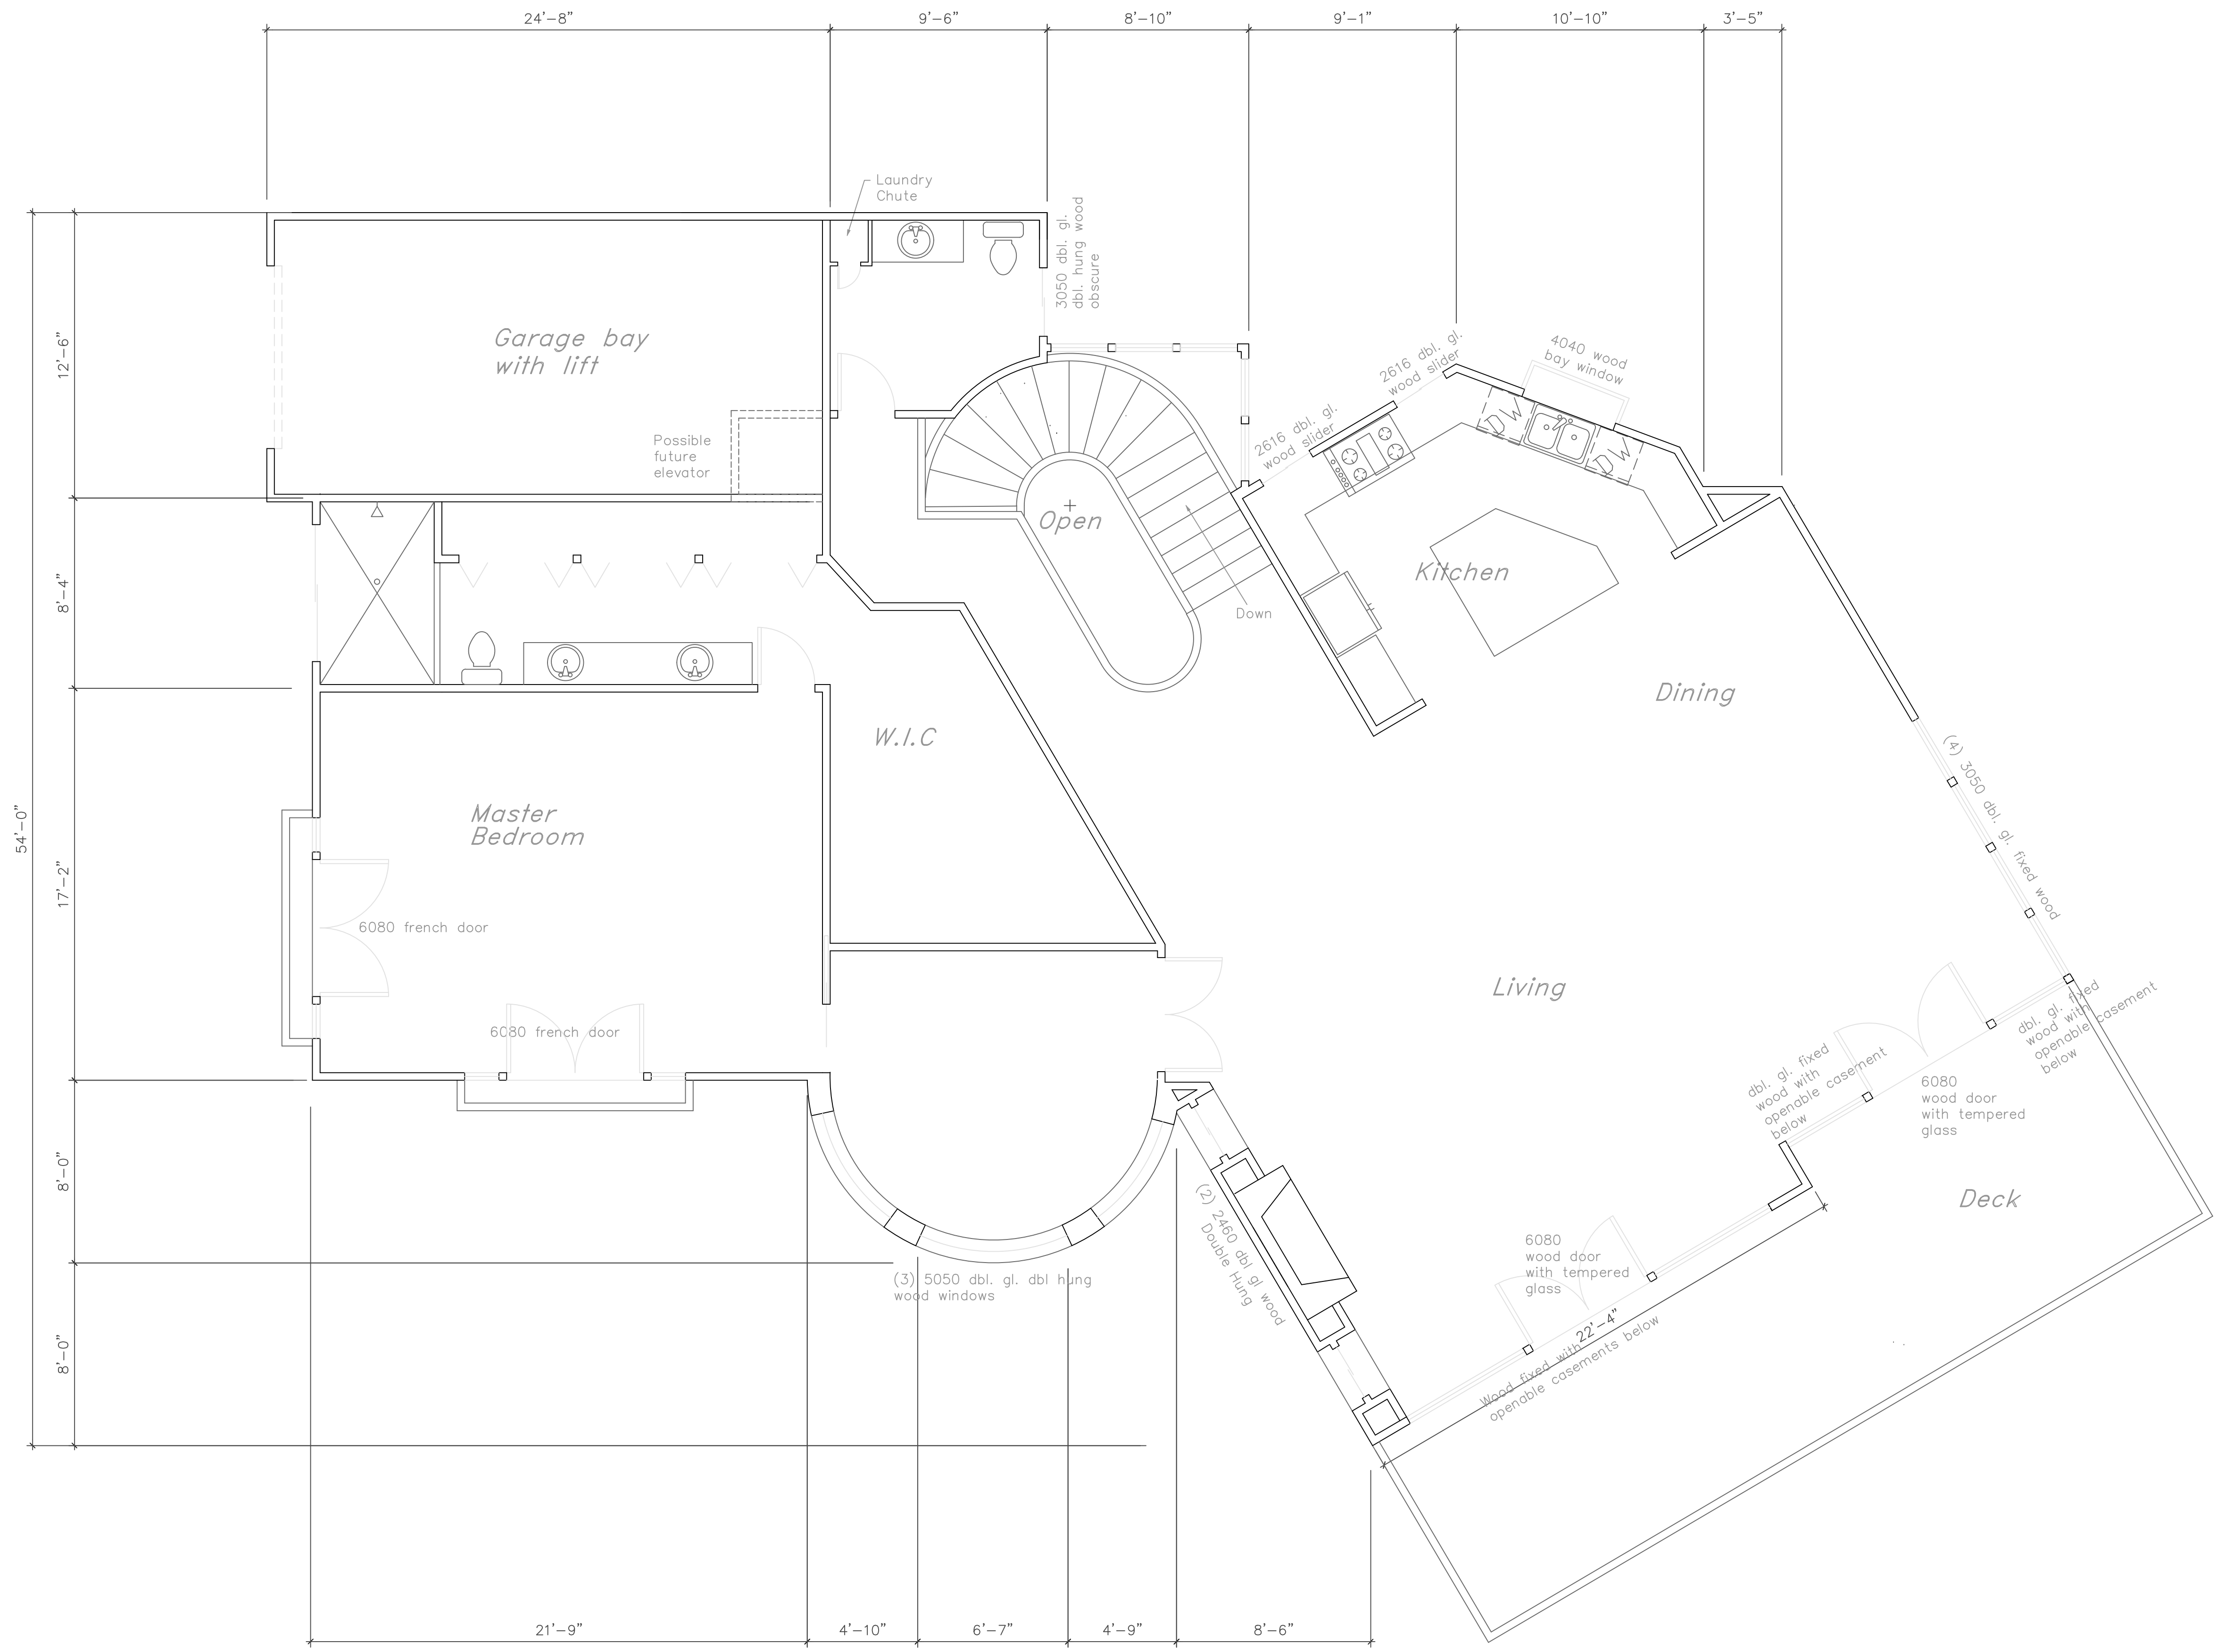 24'-8"
9'-6"
8'-10"
9'-1"
10'-10"
3'-5"
Laundry
Chute
3050 dbl. gl.
dbl. hung wood
obscure
12'-6"
Garage bay
with lift
Possible
future
elevator
2616 dbl. gl.
wood slider
2616 dbl. gl.
wood slider
4040 wood
bay window
DW
DW
Open
Kitchen
Down
8'-4"
Dining
W.I.C
Master
Bedroom
54'-0"
17'-2"
(4) 3050 dbl. gl. fixed wood
6080 french door
6080 french door
Living
dbl. gl. fixed
wood with
openable casement
below
dbl. gl. fixed
wood with
openable casement
below
6080
wood door
with tempered
glass
Deck
8'-0"
(2) 2460 dbl gl wood
Double Hung
6080
wood door
with tempered
glass
(3) 5050 dbl. gl. dbl hung
wood windows
22'-4"
Wood fixed with
openable casements below
8'-0"
21'-9"
4'-10"
6'-7"
4'-9"
8'-6"